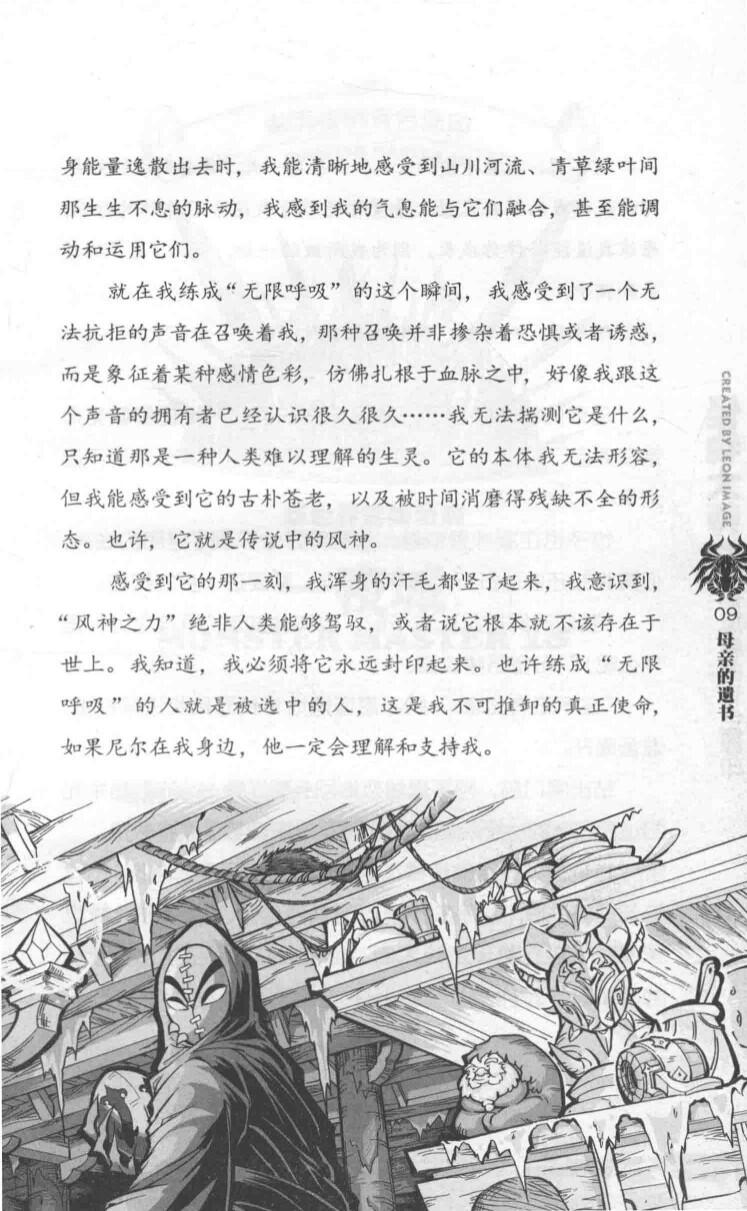 身能量逸散出去时，我能清晰地感受到山川河流、青草绿叶间
那生生不息的脉动，我感到我的气息能与它们融合，甚至能调
动和运用它们。
就在我练成“无限呼吸”的这个瞬间，我感受到了一个无
法抗拒的声音在召唤着我，那种召唤并非掺杂着恐惧或者诱惑，
而是象征着某种感情色彩，仿佛扎根于血脉之中，好像我跟这
个声音的拥有者已经认识很久很久……我无法揣测它是什么，
只知道那是一种人类难以理解的生灵。它的本体我无法形容，
但我能感受到它的古朴苍老，以及被时间消磨得残缺不全的形
态。也许，它就是传说中的风神。
感受到它的那一刻，我浑身的汗毛都竖了起来，我意识到，
“风神之力”绝非人类能够驾驭，或者说它根本就不该存在于
世上。我知道，我必须将它永远封印起来。也许练成“无限
呼吸”的人就是被选中的人，这是我不可推卸的真正使命，
如果尼尔在我身边，他一定会理解和支持我。
CREATED BY LEON IMAGE
09
母亲的遗书